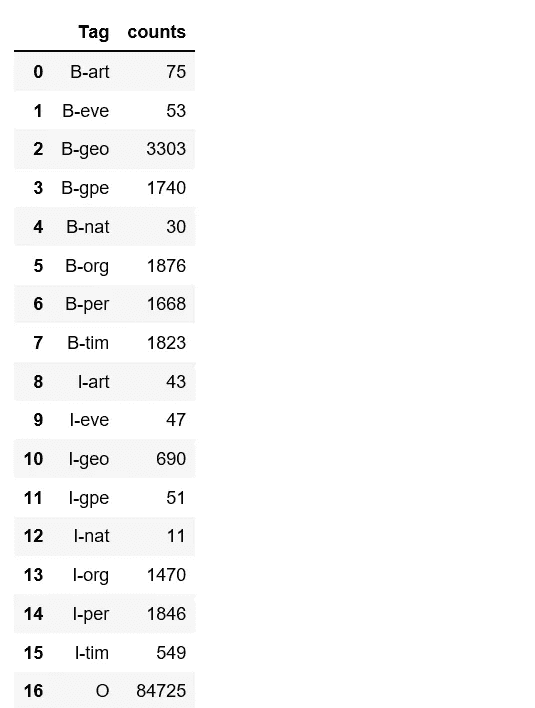 Tag counts
0 B-art 75
1 B-eve 53
2 B-geo 3303
3 B-gpe 1740
4 B-nat 30
5 B-org 1876
6 B-per 1668
7 B-tim 1823
8 I-art 43
9 I-eve 47
10 I-geo 690
11 I-gpe 51
12 I-nat 11
13 I-org 1470
14 I-per 1846
15 I-tim 549
16 O 84725